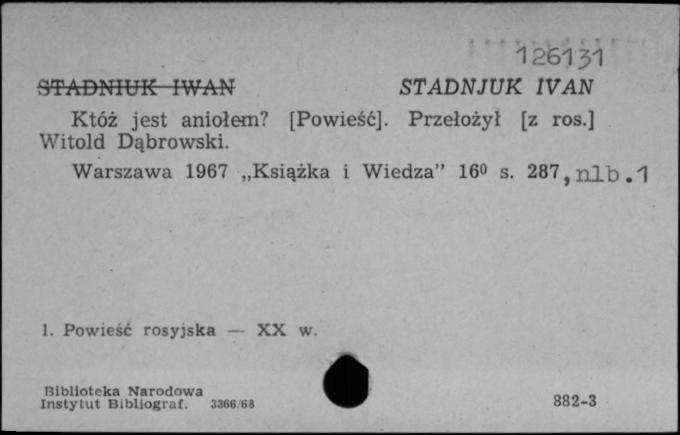 126131
STADNIUK IWAN STADNJUK IVAN
Któż jest aniołem? [Powieść]. Przełożył [z ros.]
Witold Dąbrowski.
Warszawa 1967 „Książka i Wiedza” 16⁰ s. 287, nlb.1
1. Powieść rosyjska — XX w.
Biblioteka Narodowa
Instytut Bibliograf. 3366/68
882-3